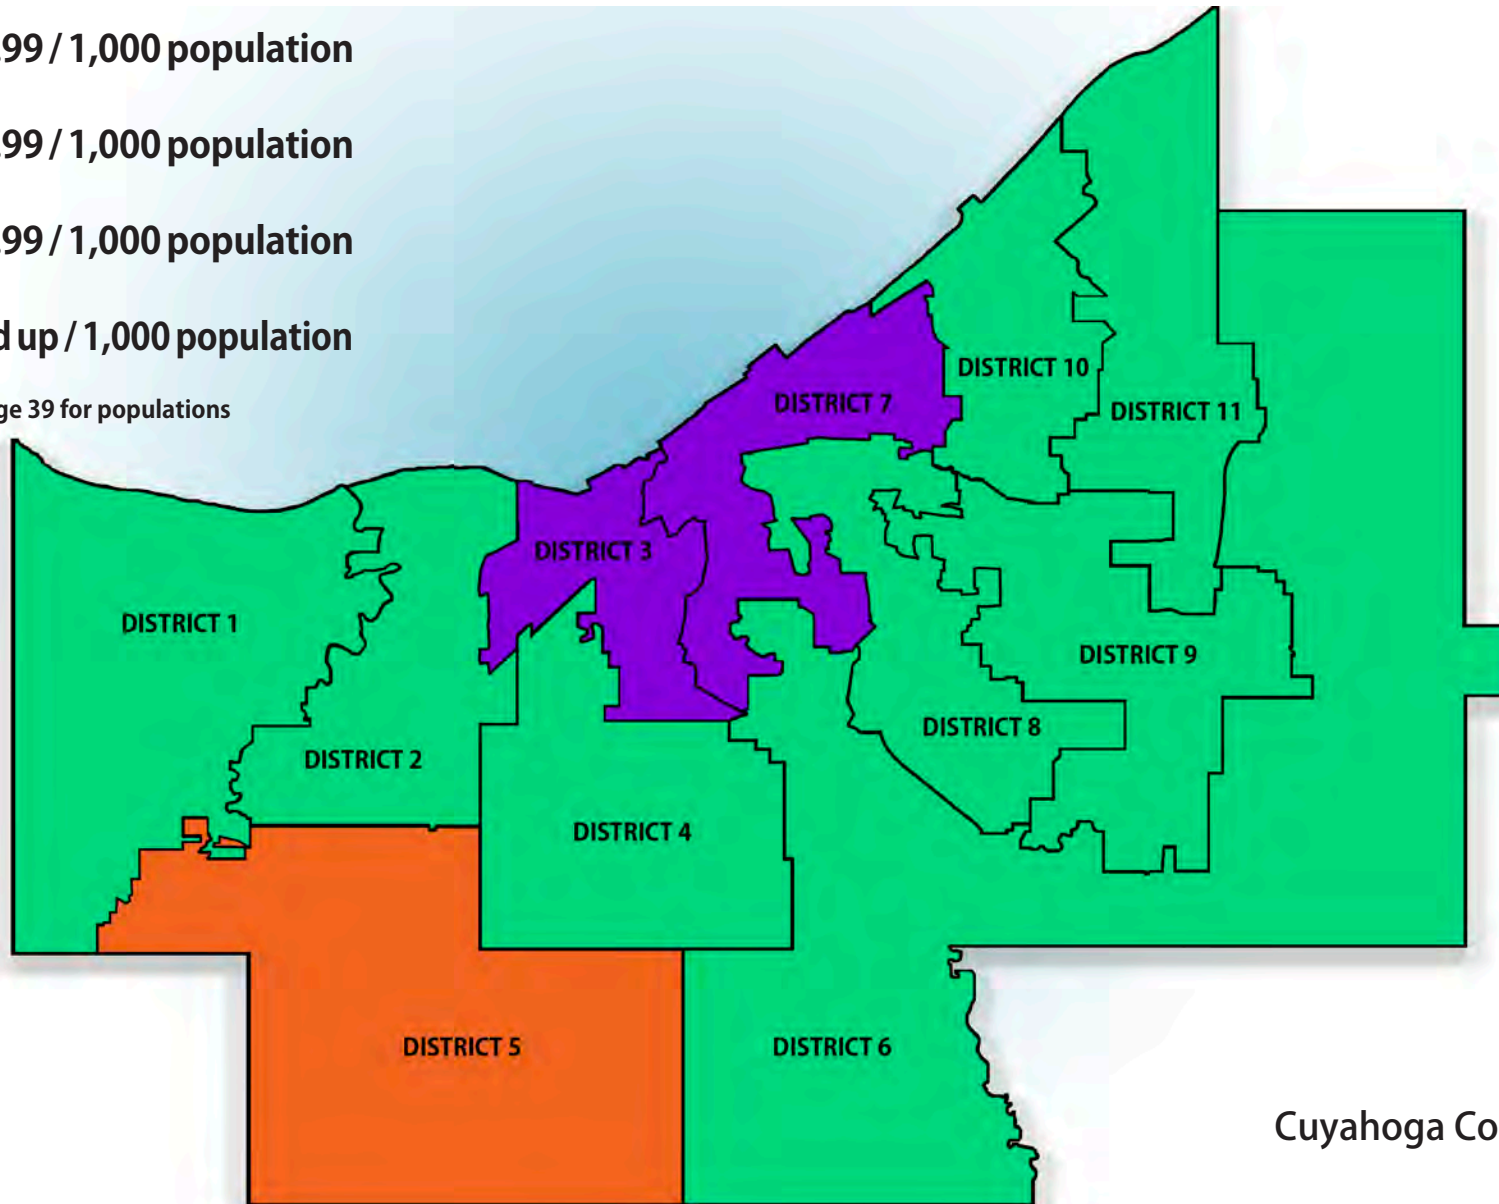 .99 / 1,000 population
.99 / 1,000 population
.99 / 1,000 population
d up / 1,000 population
ge 39 for populations
DISTRICT 10
DISTRICT 7
DISTRICT 11
DISTRICT 3
DISTRICT 1
DISTRICT 9
DISTRICT 8
DISTRICT 2
DISTRICT 4
DISTRICT 5
DISTRICT 6
Cuyahoga Co